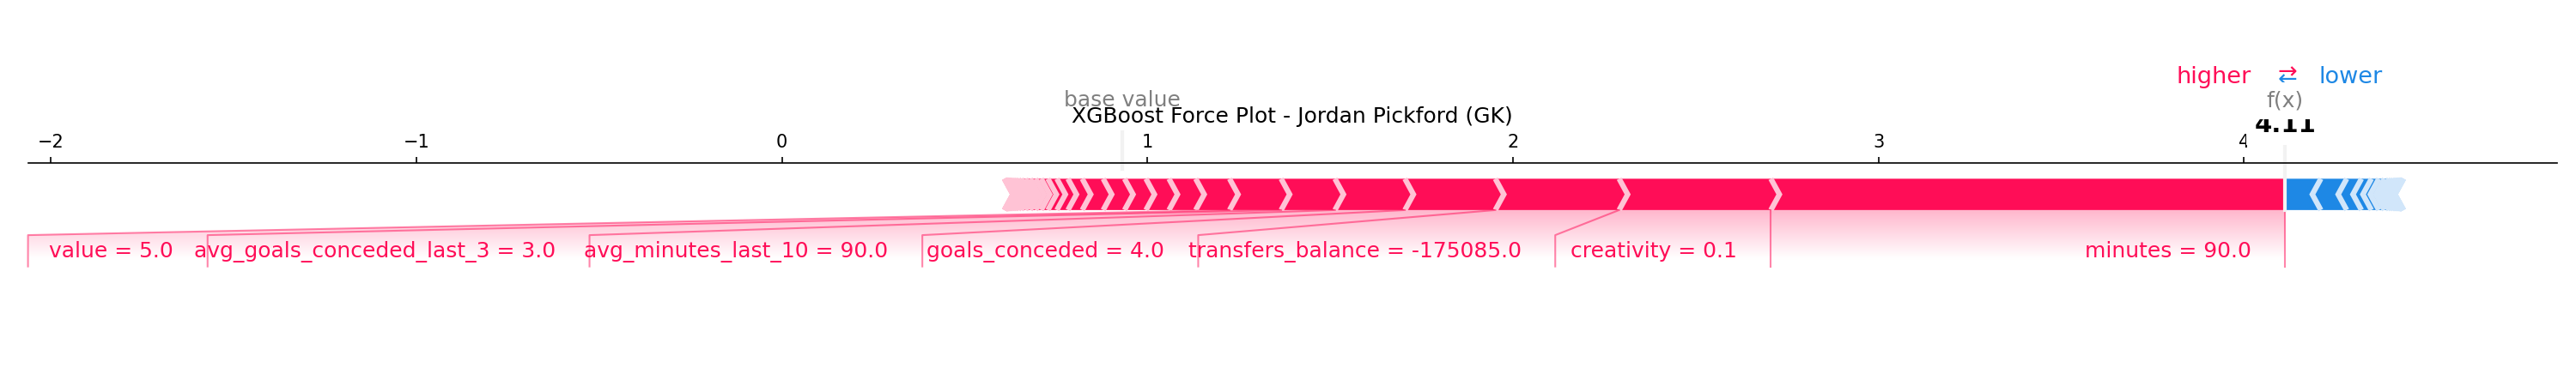 higher ⇄ lower
base value
f(x)
XGBoost Force Plot - Jordan Pickford (GK)
4.11
−2 −1 0 1 2 3 4
value = 5.0 avg_goals_conceded_last_3 = 3.0 avg_minutes_last_10 = 90.0 goals_conceded = 4.0 transfers_balance = -175085.0 creativity = 0.1 minutes = 90.0